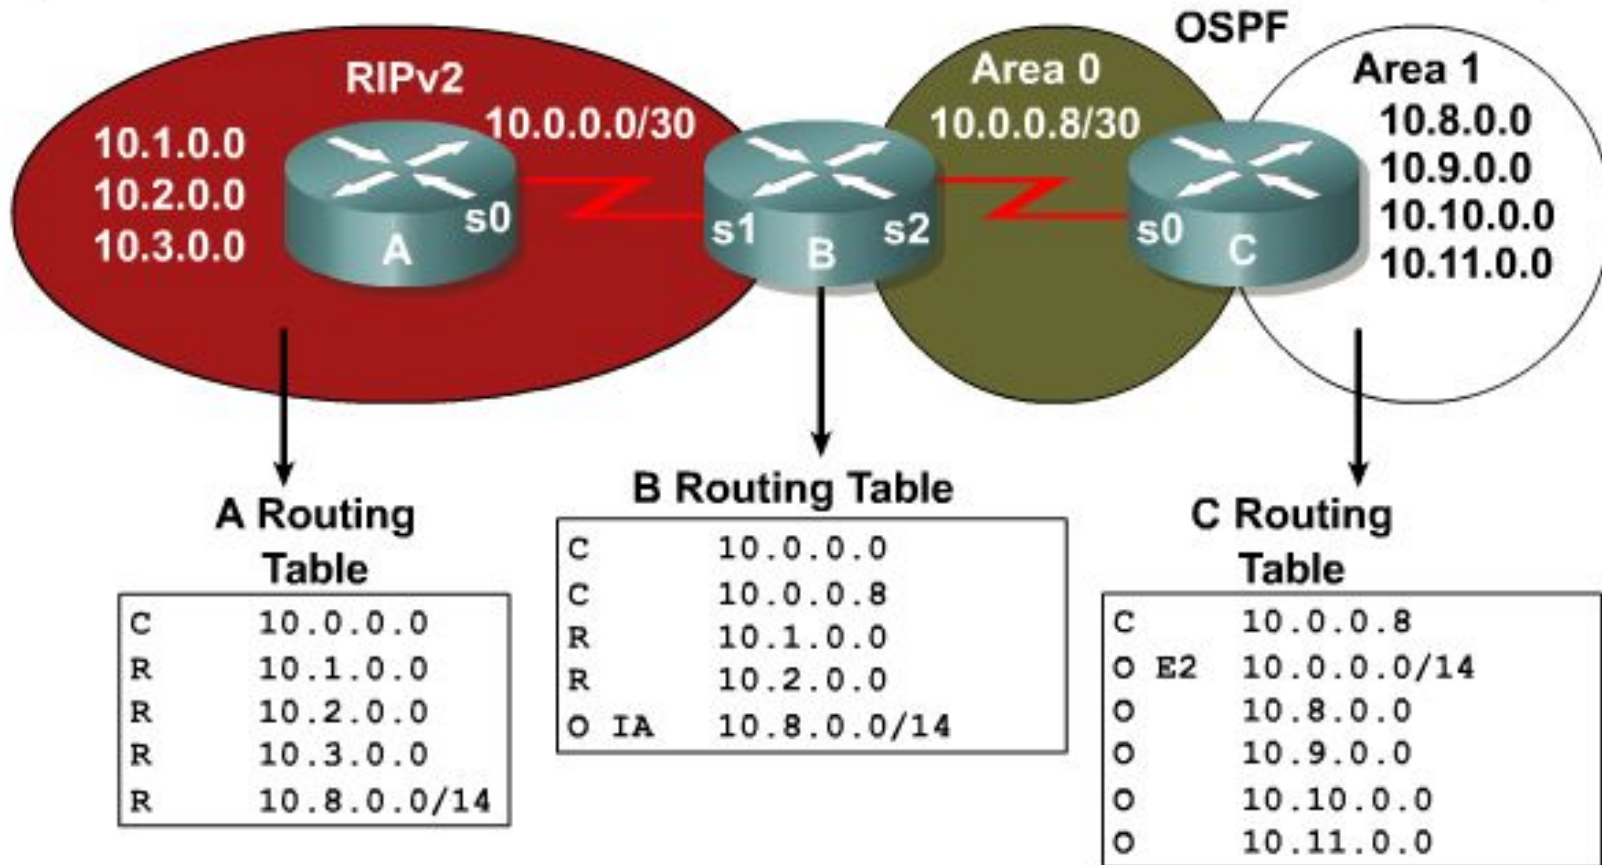 OSPF
RIPv2
10.1.0.0
10.2.0.0
10.3.0.0
10.0.0.0/30
s0
A
s1
B
s2
Area 0
10.0.0.8/30
s0
C
Area 1
10.8.0.0
10.9.0.0
10.10.0.0
10.11.0.0
A Routing
Table
C 10.0.0.0
R 10.1.0.0
R 10.2.0.0
R 10.3.0.0
R 10.8.0.0/14
B Routing Table
C 10.0.0.0
C 10.0.0.8
R 10.1.0.0
R 10.2.0.0
O IA 10.8.0.0/14
C Routing
Table
C 10.0.0.8
O E2 10.0.0.0/14
O 10.8.0.0
O 10.9.0.0
O 10.10.0.0
O 10.11.0.0